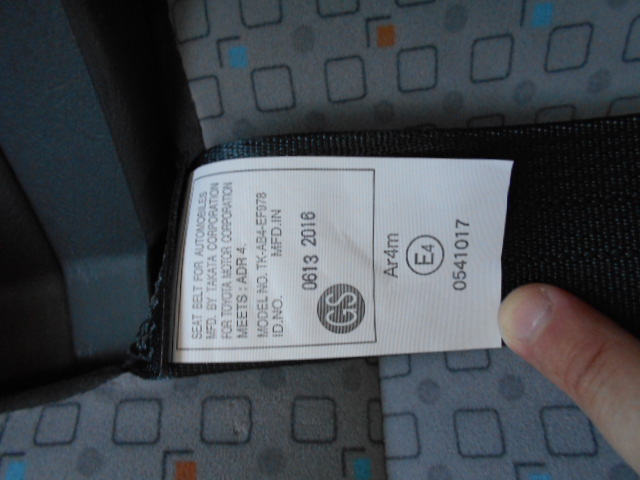 SEAT BELT FOR AUTOMOBILES
MFD. BY TAKATA CORPORATION
FOR TOYOTA MOTOR CORPORATION
MEETS : ADR 4.
MODEL NO. TK-AB4-EF978
ID.NO. MFD.IN
0613 2016
GS
Ar4m
E4
0541017